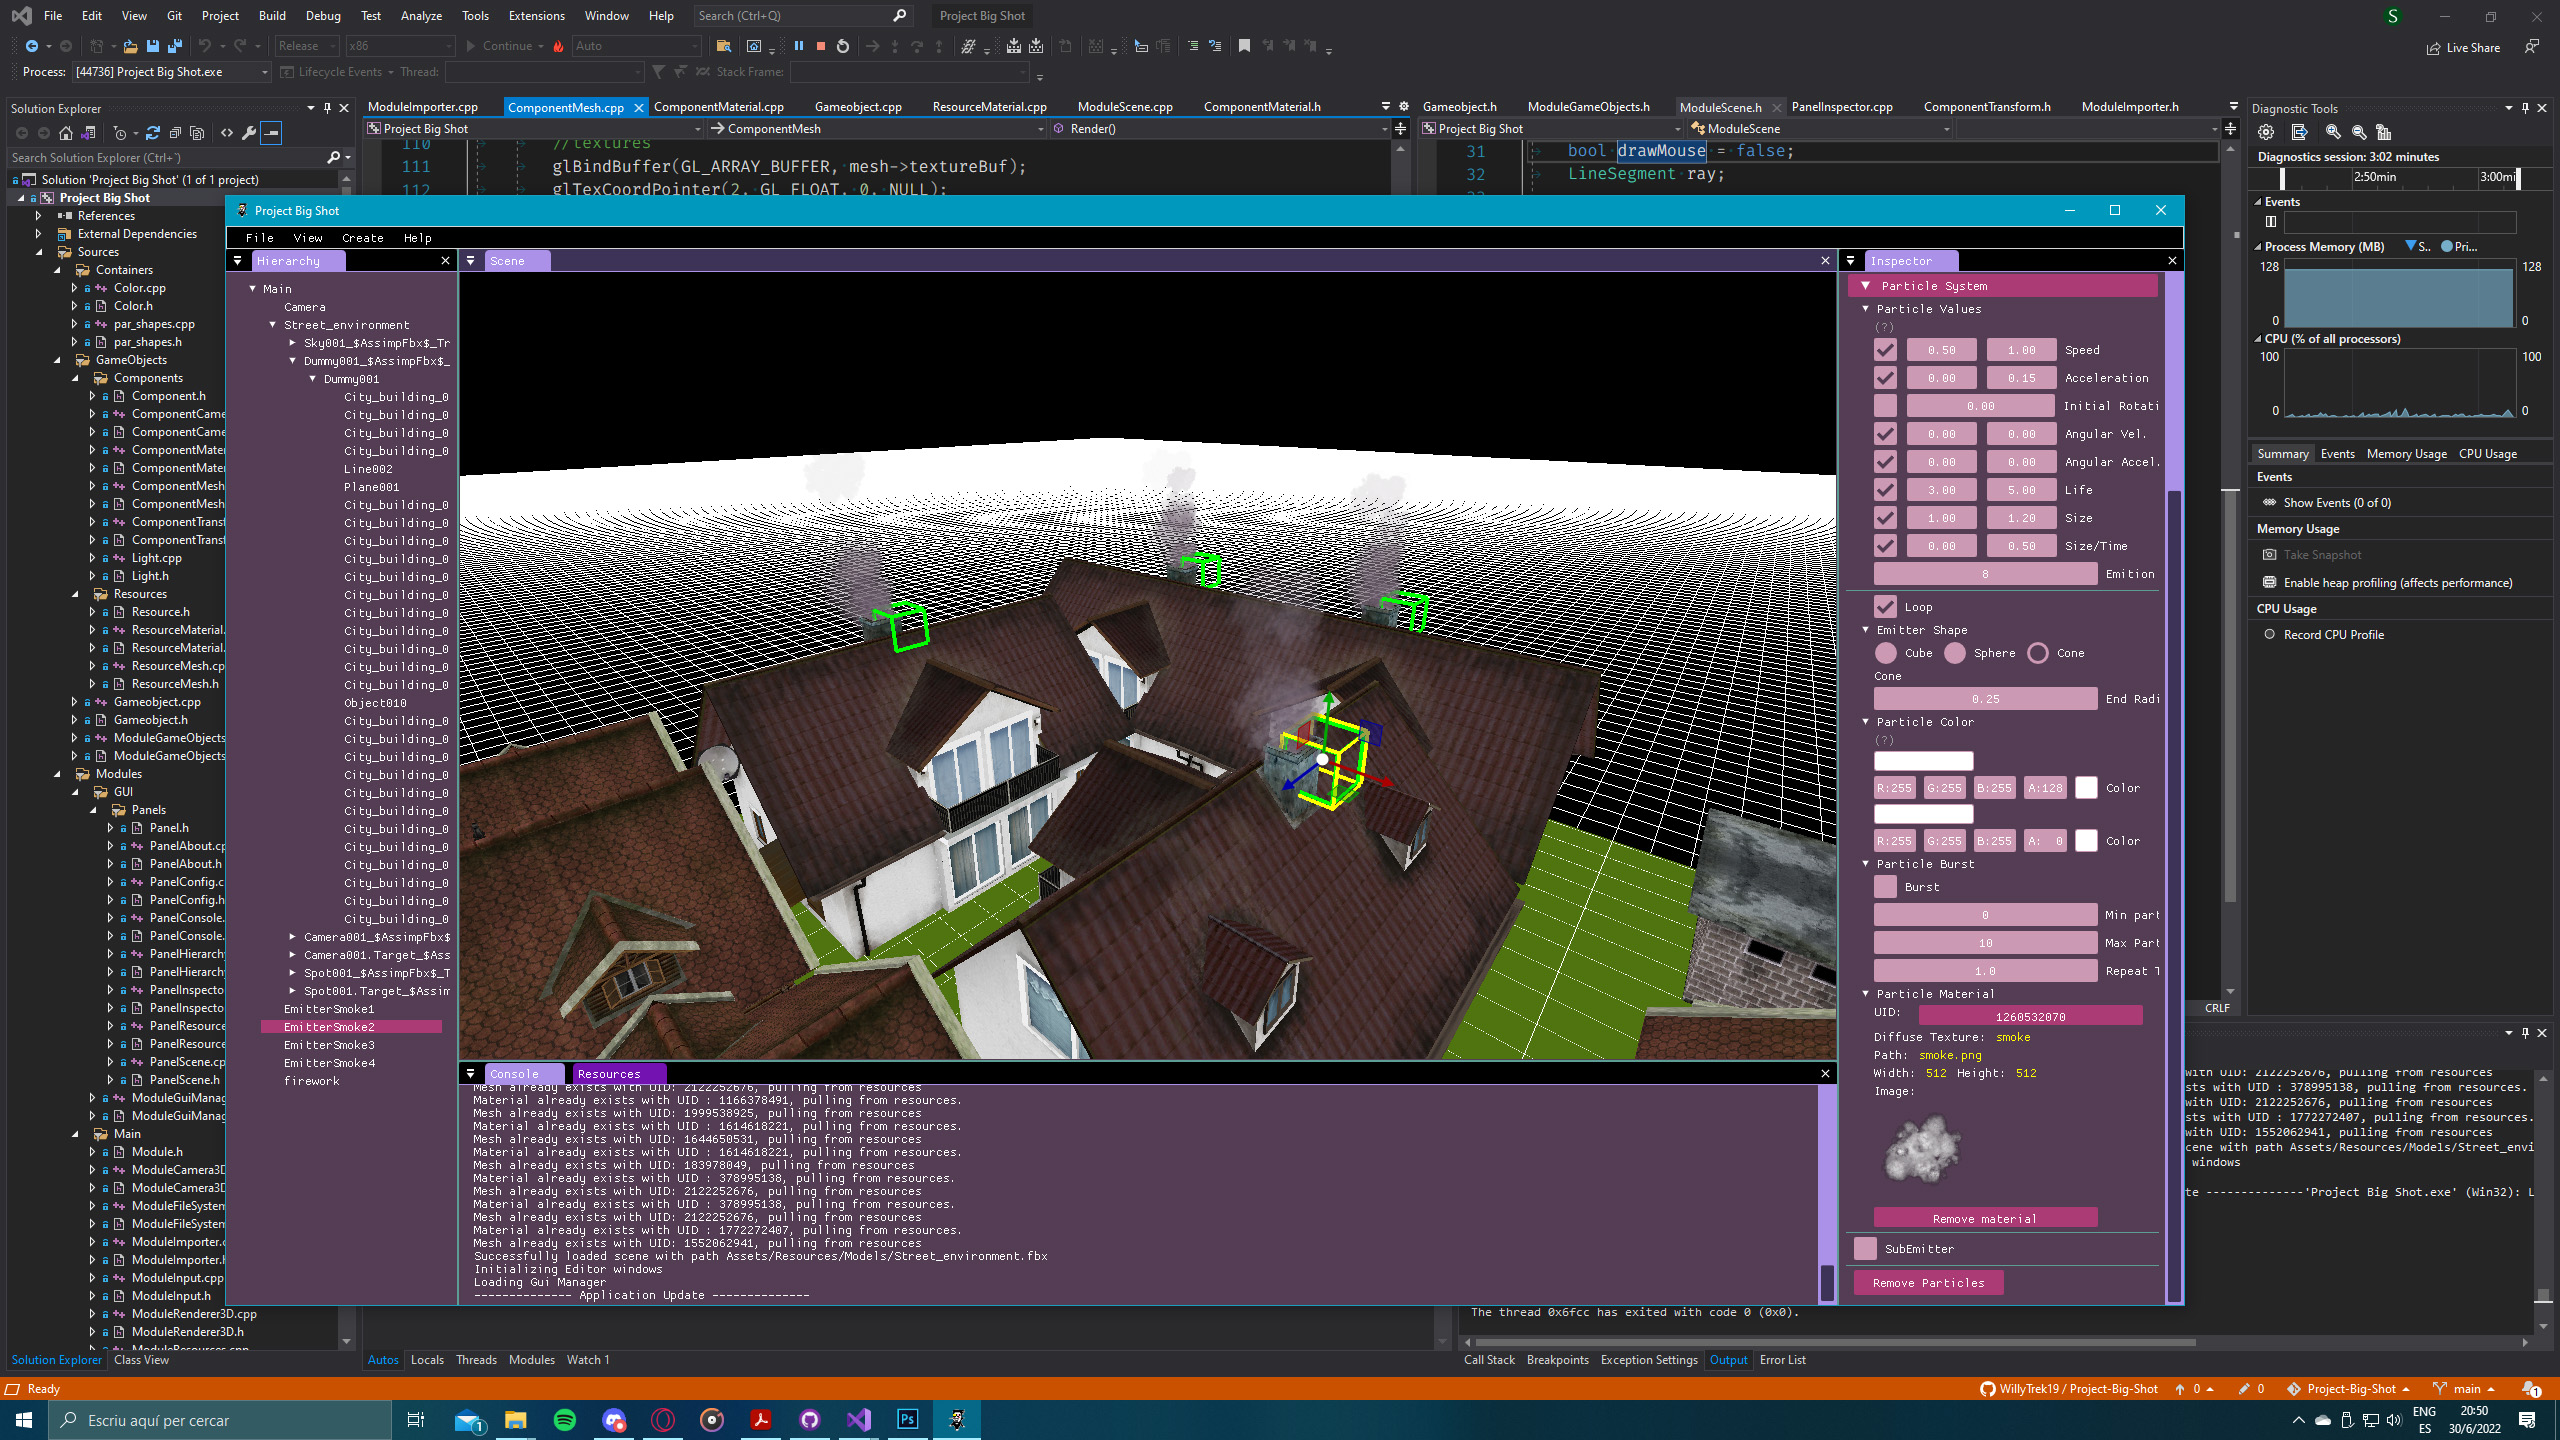 File Edit View Git Project Build Debug Test Analyze Tools Extensions Window Help Search (Ctrl+Q) Project Big Shot S
Release x86 Continue Auto Live Share
Process: [44736] Project Big Shot.exe Lifecycle Events Thread: Stack Frame:
Solution Explorer
Search Solution Explorer (Ctrl+`)
Solution 'Project Big Shot' (1 of 1 project)
Project Big Shot
References
External Dependencies
Sources
Containers
Color.cpp
Color.h
par_shapes.cpp
par_shapes.h
GameObjects
Components
Component.h
ComponentCame
ComponentCame
ComponentMate
ComponentMate
ComponentMesh
ComponentMesh
ComponentTransf
ComponentTransf
Light.cpp
Light.h
Resources
Resource.h
ResourceMaterial.
ResourceMaterial.
ResourceMesh.cp
ResourceMesh.h
Gameobject.cpp
Gameobject.h
ModuleGameObjects
ModuleGameObjects
Modules
GUI
Panels
Panel.h
PanelAbout.cp
PanelAbout.h
PanelConfig.c
PanelConfig.h
PanelConsole.
PanelConsole.
PanelHierarchy
PanelHierarchy
PanelInspecto
PanelInspecto
PanelResource
PanelResource
PanelScene.cp
PanelScene.h
ModuleGuiManag
ModuleGuiManag
Main
Module.h
ModuleCamera3D
ModuleCamera3D
ModuleFileSystem
ModuleFileSystem
ModuleImporter.c
ModuleImporter.h
ModuleInput.cpp
ModuleInput.h
ModuleRenderer3D.cpp
ModuleRenderer3D.h
ModuleResources.cpp
Solution Explorer Class View
ModuleImporter.cpp ComponentMesh.cpp ComponentMaterial.cpp Gameobject.cpp ResourceMaterial.cpp ModuleScene.cpp ComponentMaterial.h
Project Big Shot ComponentMesh Render()
110 //textures
111 glBindBuffer(GL_ARRAY_BUFFER, mesh->textureBuf);
112 glTexCoordPointer(2, GL_FLOAT, 0, NULL);
Gameobject.h ModuleGameObjects.h ModuleScene.h PanelInspector.cpp ComponentTransform.h ModuleImporter.h
Project Big Shot ModuleScene
31 bool drawMouse = false;
32 LineSegment ray;
Project Big Shot
File View Create Help
Hierarchy
Main
Camera
Street_environment
Sky001_$AssimpFbx$_Tr
Dummy001_$AssimpFbx$_
Dummy001
City_building_0
City_building_0
City_building_0
City_building_0
Line002
Plane001
City_building_0
City_building_0
City_building_0
City_building_0
City_building_0
City_building_0
City_building_0
City_building_0
City_building_0
City_building_0
City_building_0
Object010
City_building_0
City_building_0
City_building_0
City_building_0
City_building_0
City_building_0
City_building_0
City_building_0
City_building_0
City_building_0
City_building_0
City_building_0
Camera001_$AssimpFbx$
Camera001.Target_$Ass
Spot001_$AssimpFbx$_T
Spot001.Target_$Assim
EmitterSmoke1
EmitterSmoke2
EmitterSmoke3
EmitterSmoke4
firework
Scene
Console Resources
Mesh already exists with UID: 2122252676, pulling from resources
Material already exists with UID : 1166378491, pulling from resources.
Mesh already exists with UID: 1999538925, pulling from resources
Material already exists with UID : 1614618221, pulling from resources.
Mesh already exists with UID: 1644650531, pulling from resources
Material already exists with UID : 1614618221, pulling from resources.
Mesh already exists with UID: 183978049, pulling from resources
Material already exists with UID : 378995138, pulling from resources.
Mesh already exists with UID: 2122252676, pulling from resources
Material already exists with UID : 378995138, pulling from resources.
Mesh already exists with UID: 2122252676, pulling from resources
Material already exists with UID : 1772272407, pulling from resources.
Mesh already exists with UID: 1552062941, pulling from resources
Successfully loaded scene with path Assets/Resources/Models/Street_environment.fbx
Initializing Editor windows
Loading Gui Manager
-------------- Application Update --------------
Inspector
Particle System
Particle Values
(?)
0.50 1.00 Speed
0.00 0.15 Acceleration
0.00 Initial Rotati
0.00 0.00 Angular Vel.
0.00 0.00 Angular Accel.
3.00 5.00 Life
1.00 1.20 Size
0.00 0.50 Size/Time
8 Emition
Loop
Emitter Shape
Cube Sphere Cone
Cone
0.25 End Radi
Particle Color
(?)
R:255 G:255 B:255 A:128 Color
R:255 G:255 B:255 A: 0 Color
Particle Burst
Burst
0 Min part
10 Max Part
1.0 Repeat T
Particle Material
UID: 1260532070
Diffuse Texture: smoke
Path: smoke.png
Width: 512 Height: 512
Image:
Remove material
SubEmitter
Remove Particles
Diagnostic Tools
Diagnostics session: 3:02 minutes
2:50min 3:00mi
Events
Process Memory (MB) S.. Pri...
128 128
0 0
CPU (% of all processors)
100 100
0 0
Summary Events Memory Usage CPU Usage
Events
Show Events (0 of 0)
Memory Usage
Take Snapshot
Enable heap profiling (affects performance)
CPU Usage
Record CPU Profile
CRLF
with UID: 2122252676, pulling from resources
sts with UID : 378995138, pulling from resources.
with UID: 2122252676, pulling from resources
sts with UID : 1772272407, pulling from resources.
with UID: 1552062941, pulling from resources
scene with path Assets/Resources/Models/Street_envi
windows
te --------------'Project Big Shot.exe' (Win32): L
The thread 0x6fcc has exited with code 0 (0x0).
Autos Locals Threads Modules Watch 1
Call Stack Breakpoints Exception Settings Output Error List
Ready WillyTrek19 / Project-Big-Shot 0 0 Project-Big-Shot main 1
Escriu aquí per cercar 1 Ps ENG ES 20:50 30/6/2022